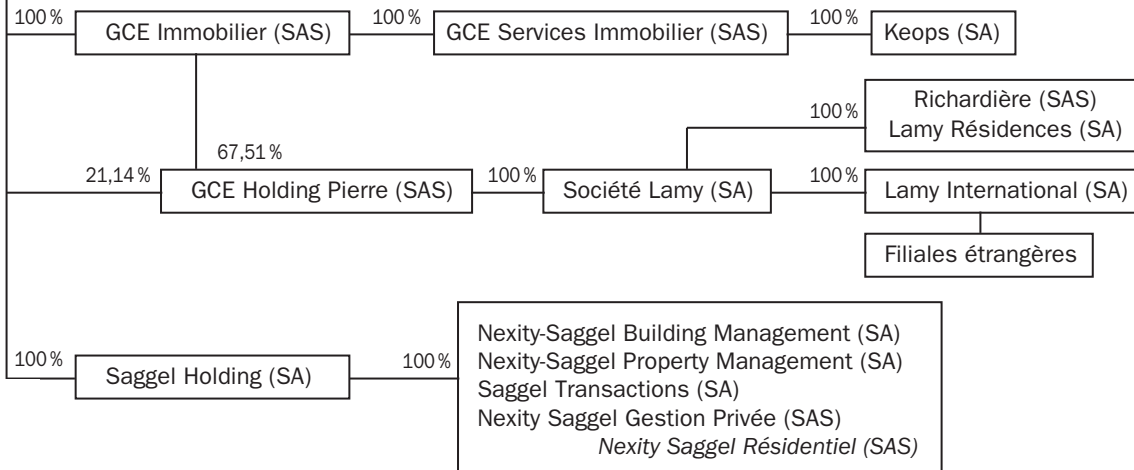 100 %
GCE Immobilier (SAS)
100 %
GCE Services Immobilier (SAS)
100 %
Keops (SA)
100 %
Richardière (SAS)
Lamy Résidences (SA)
67,51 %
21,14 %
GCE Holding Pierre (SAS)
100 %
Société Lamy (SA)
100 %
Lamy International (SA)
Filiales étrangères
100 %
Saggel Holding (SA)
100 %
Nexity-Saggel Building Management (SA)
Nexity-Saggel Property Management (SA)
Saggel Transactions (SA)
Nexity Saggel Gestion Privée (SAS)
Nexity Saggel Résidentiel (SAS)